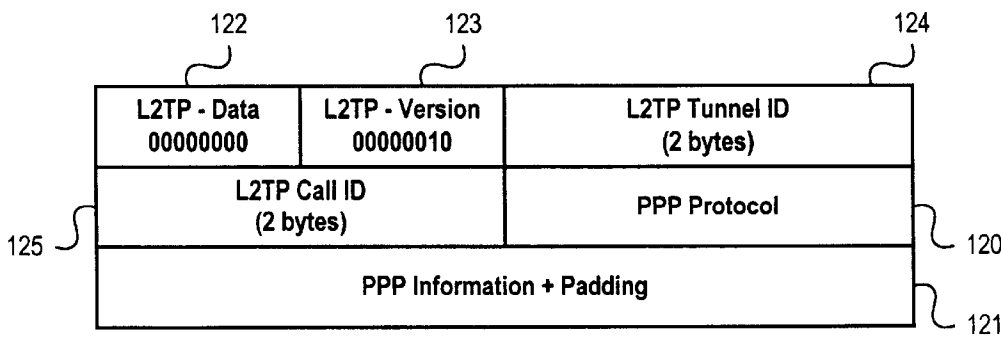 122
123
124
L2TP - Data
00000000
L2TP - Version
00000010
L2TP Tunnel ID
(2 bytes)
L2TP Call ID
(2 bytes)
PPP Protocol
125
120
PPP Information + Padding
121